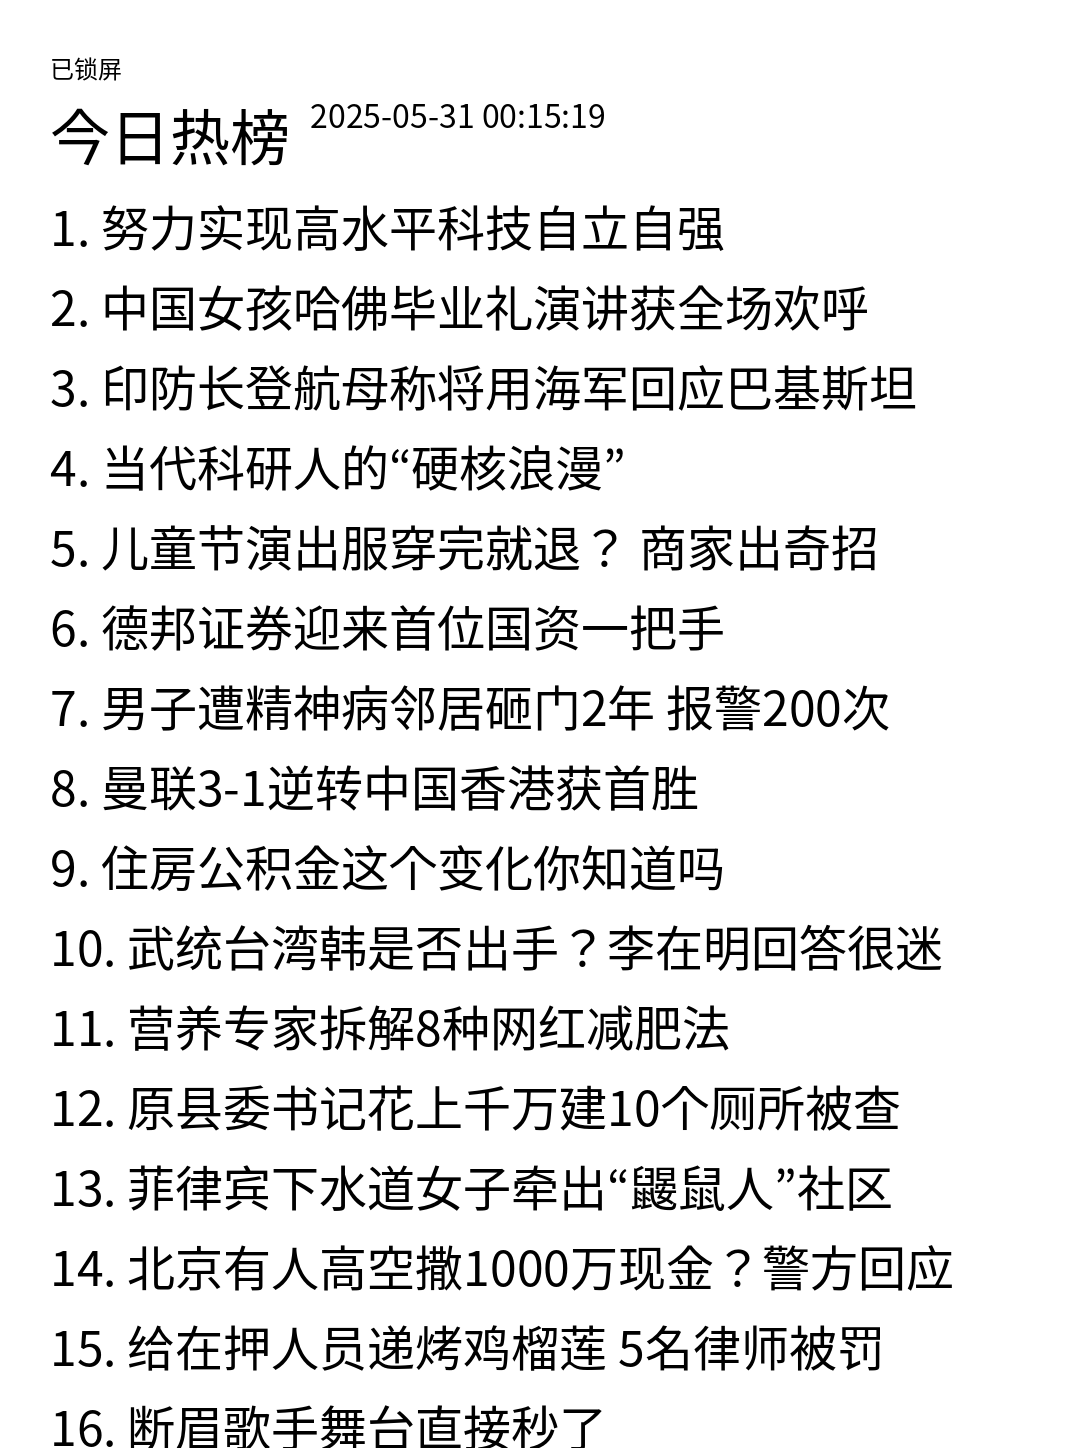 已锁屏
今日热榜 2025-05-31 00:15:19
1. 努力实现高水平科技自立自强
2. 中国女孩哈佛毕业礼演讲获全场欢呼
3. 印防长登航母称将用海军回应巴基斯坦
4. 当代科研人的“硬核浪漫”
5. 儿童节演出服穿完就退？ 商家出奇招
6. 德邦证券迎来首位国资一把手
7. 男子遭精神病邻居砸门2年 报警200次
8. 曼联3-1逆转中国香港获首胜
9. 住房公积金这个变化你知道吗
10. 武统台湾韩是否出手？李在明回答很迷
11. 营养专家拆解8种网红减肥法
12. 原县委书记花上千万建10个厕所被查
13. 菲律宾下水道女子牵出“鼹鼠人”社区
14. 北京有人高空撒1000万现金？警方回应
15. 给在押人员递烤鸡榴莲 5名律师被罚
16. 断眉歌手舞台直接秒了